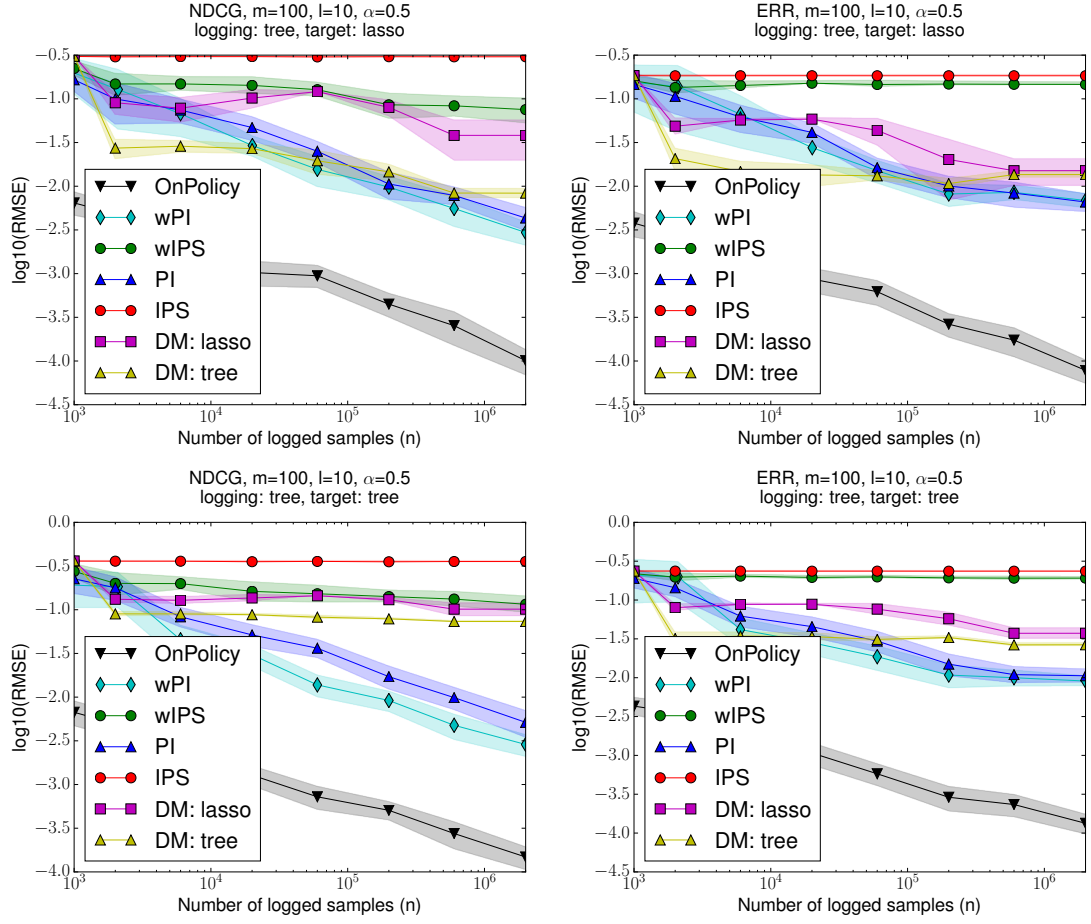 NDCG, m=100, l=10, α=0.5
logging: tree, target: lasso
−0.5
−1.0
−1.5
−2.0
−3.0
−3.5
−4.0
−4.5
log10(RMSE)
OnPolicy
wPI
wIPS
PI
IPS
DM: lasso
DM: tree
10³ 10⁴ 10⁵ 10⁶
Number of logged samples (n)
ERR, m=100, l=10, α=0.5
logging: tree, target: lasso
−0.5
−1.0
−1.5
−2.0
−2.5
−3.0
−3.5
−4.0
−4.5
log10(RMSE)
OnPolicy
wPI
wIPS
PI
IPS
DM: lasso
DM: tree
10³ 10⁴ 10⁵ 10⁶
Number of logged samples (n)
NDCG, m=100, l=10, α=0.5
logging: tree, target: tree
0.0
−0.5
−1.0
−1.5
−2.0
−2.5
−3.0
−3.5
−4.0
log10(RMSE)
OnPolicy
wPI
wIPS
PI
IPS
DM: lasso
DM: tree
10³ 10⁴ 10⁵ 10⁶
Number of logged samples (n)
ERR, m=100, l=10, α=0.5
logging: tree, target: tree
0.0
−0.5
−1.0
−1.5
−2.0
−2.5
−3.0
−3.5
−4.0
−4.5
log10(RMSE)
OnPolicy
wPI
wIPS
PI
IPS
DM: lasso
DM: tree
10³ 10⁴ 10⁵ 10⁶
Number of logged samples (n)